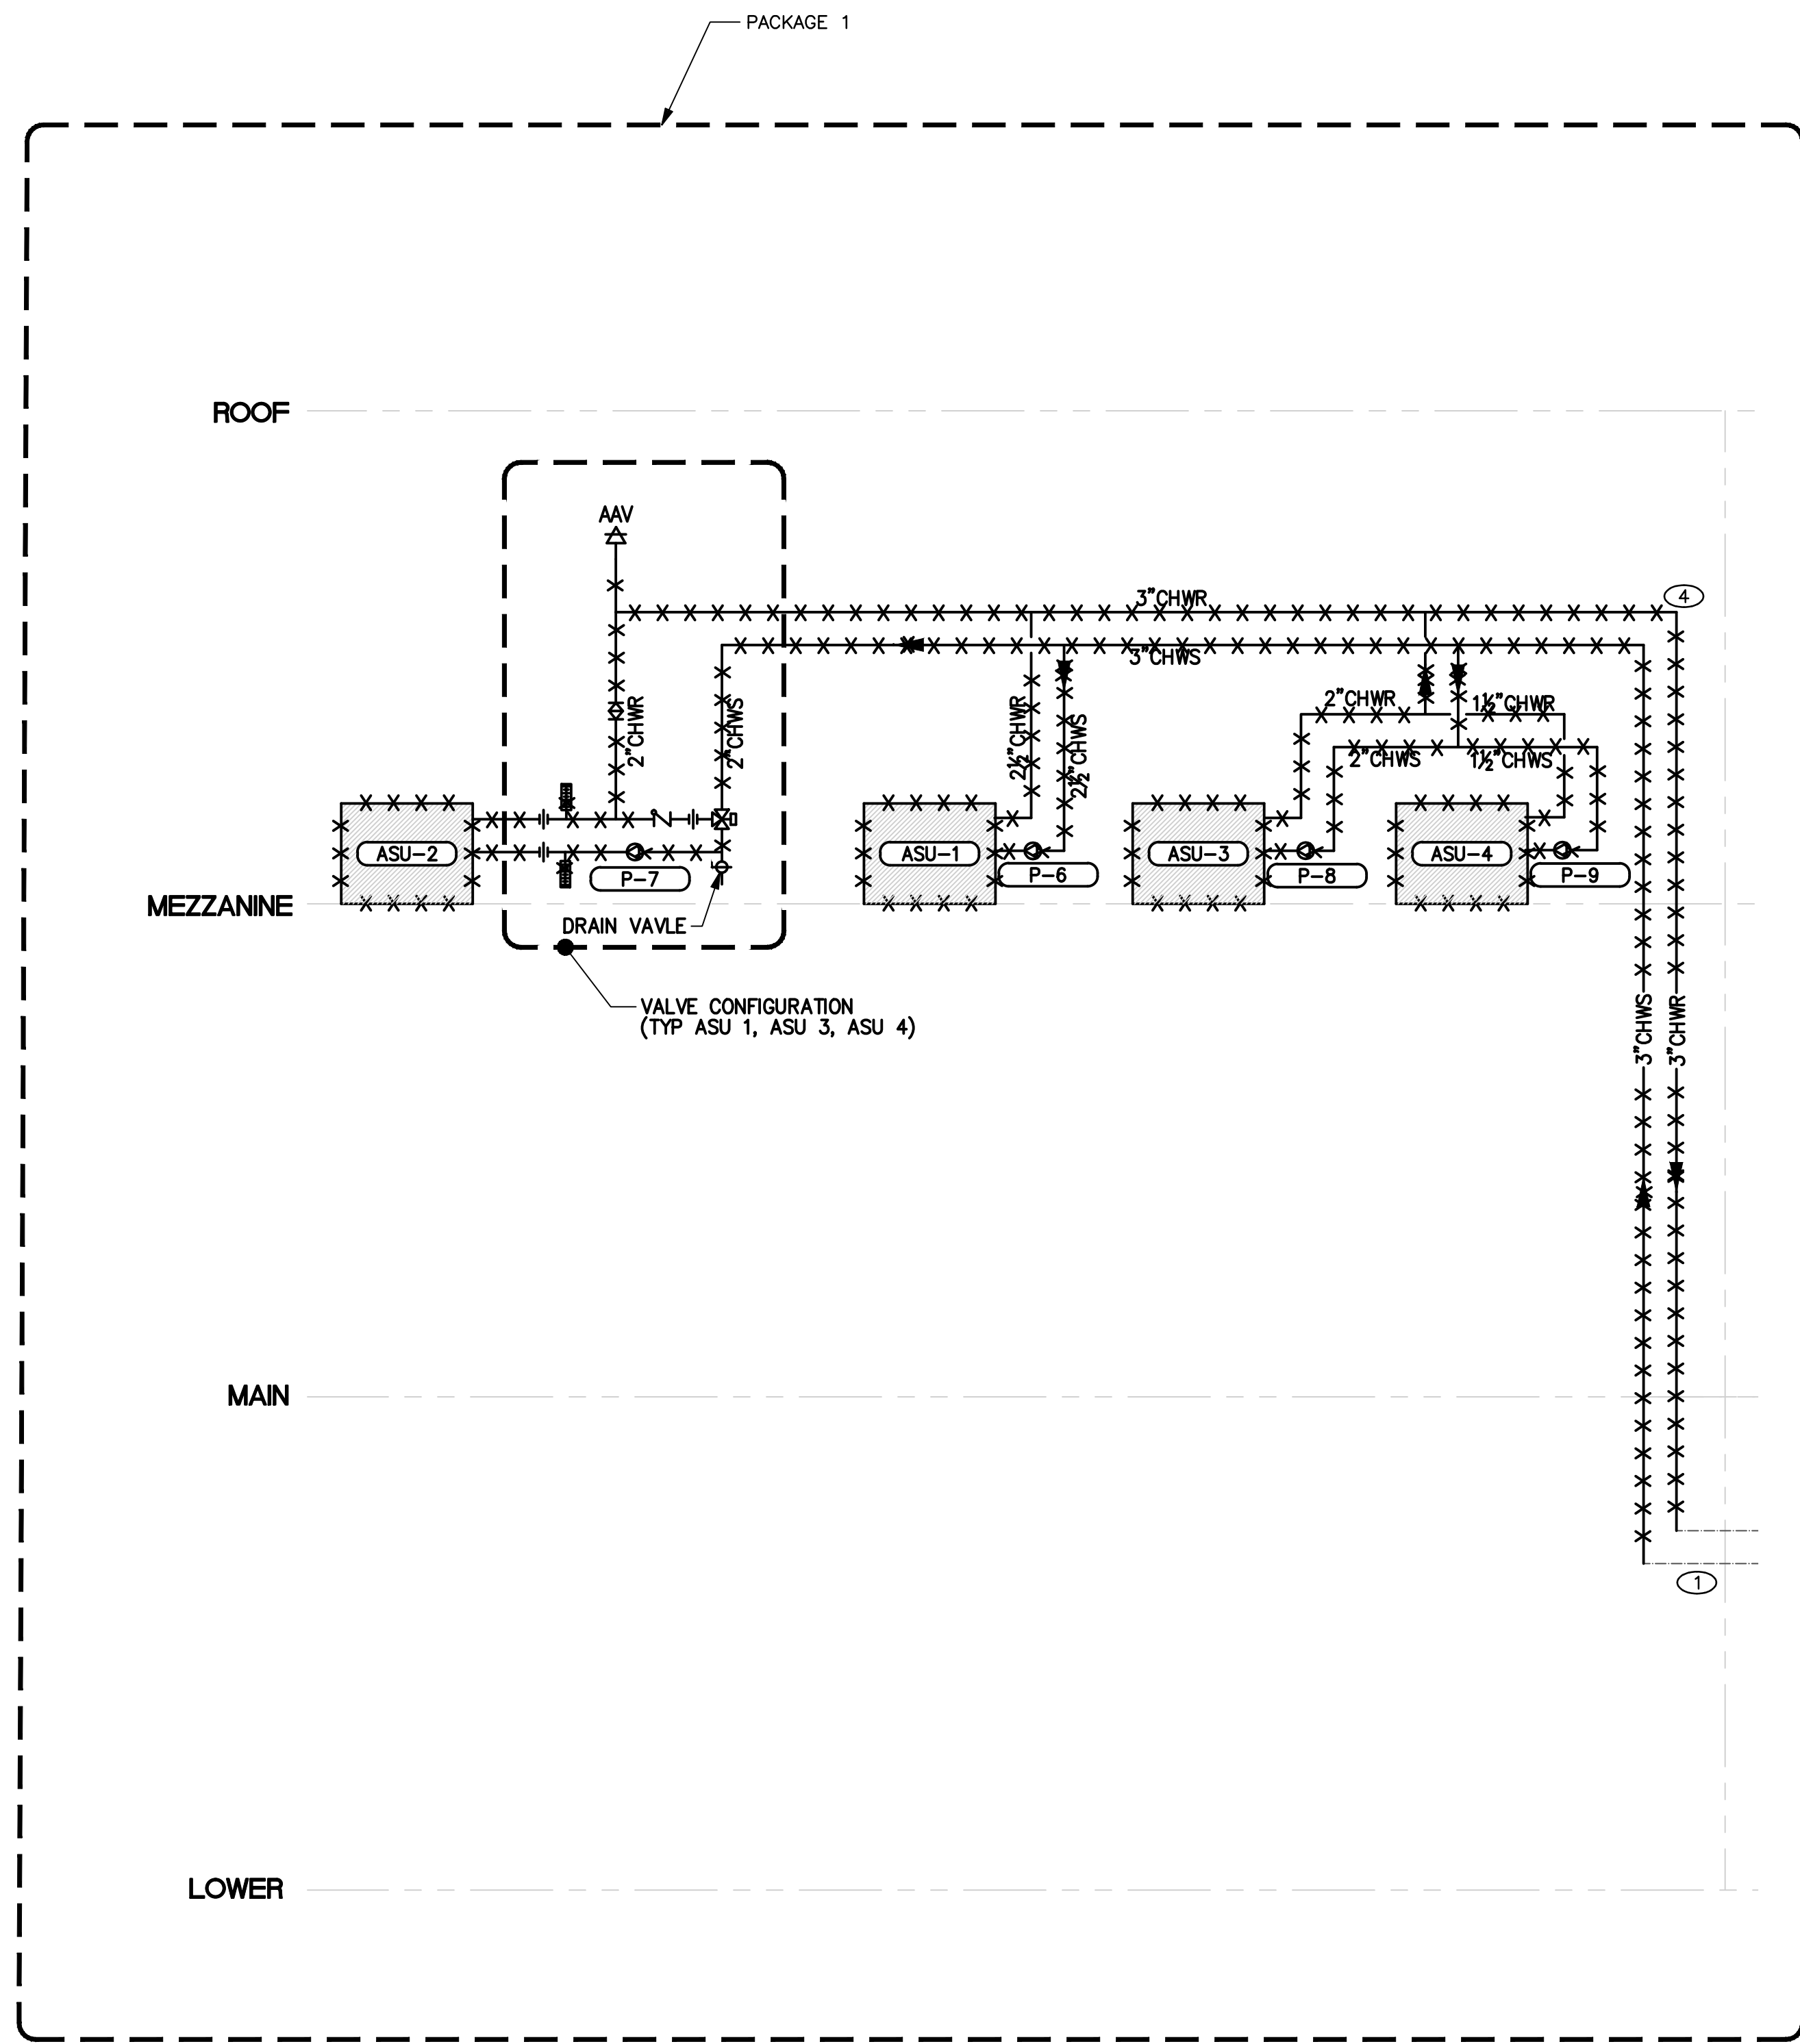 PACKAGE 1
ROOF
AAV
3"CHWR
4
3"CHWS
2"CHWR
2"CHWS
2½"CHWR
2½"CHWS
2"CHWR
1½"CHWR
2"CHWS
1½"CHWS
ASU-2
ASU-1
ASU-3
ASU-4
P-7
P-6
P-8
P-9
MEZZANINE
DRAIN VAVLE
VALVE CONFIGURATION
(TYP ASU 1, ASU 3, ASU 4)
3"CHWS
3"CHWR
MAIN
1
LOWER